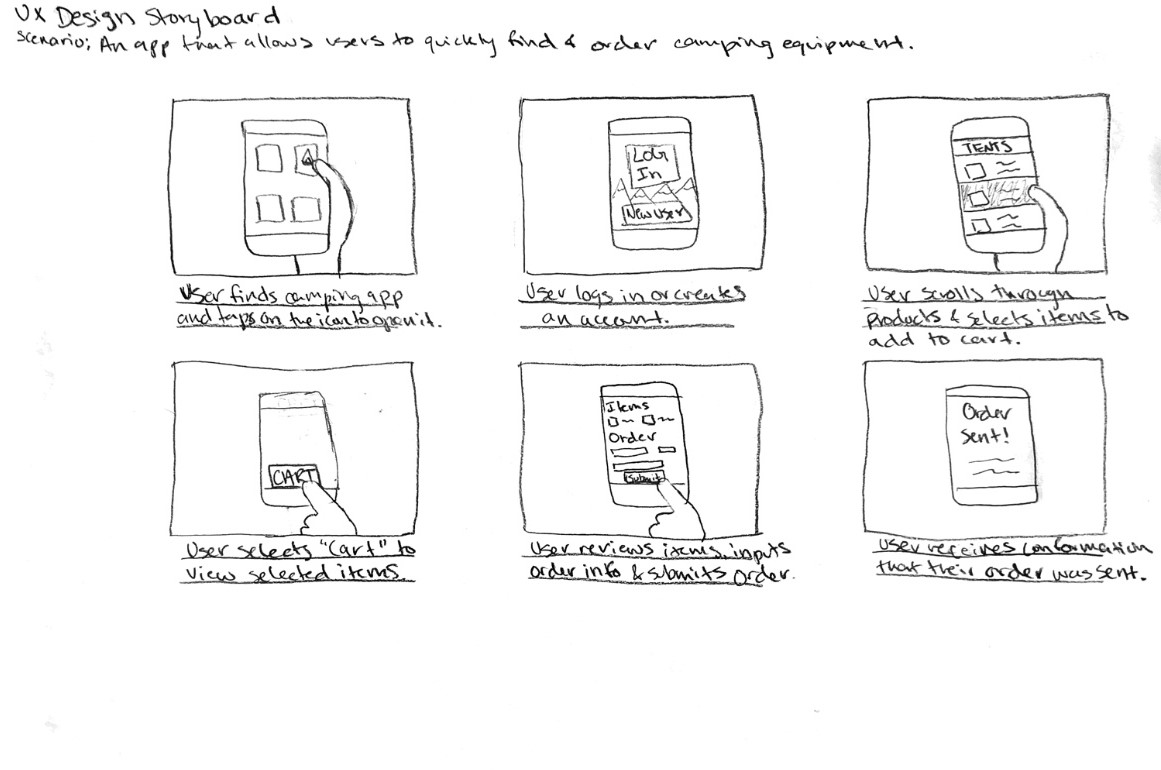 UX Design Storyboard
Scenario: An app that allows users to quickly find & order camping equipment.
LOG
In
New User
TENTS
User finds camping app
and taps on the icon to open it.
User logs in or creates
an account.
User scrolls through
products & selects items to
add to cart.
CART
Items
Order
Submit
Order
Sent!
User selects "Cart" to
view selected items.
User reviews items, inputs
order info & submits order.
User receives conformation
that their order was sent.